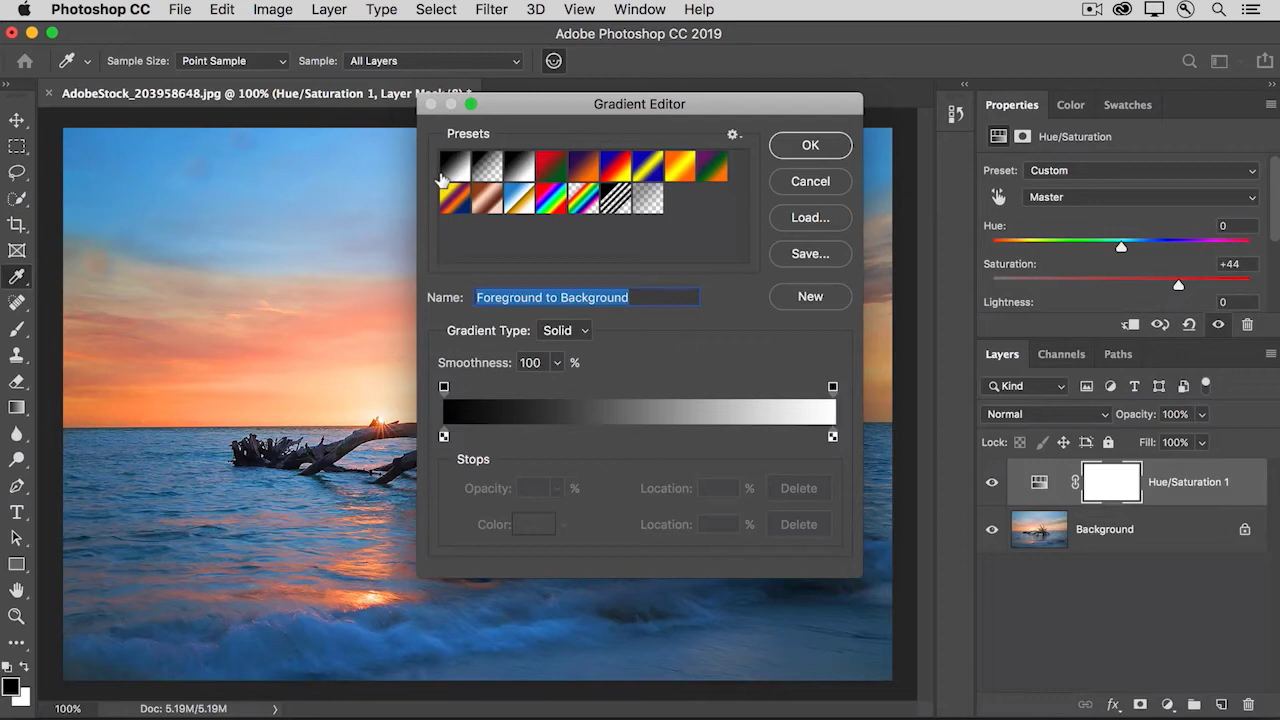 Photoshop CC File Edit Image Layer Type Select Filter 3D View Window Help
Adobe Photoshop CC 2019
Sample Size: Point Sample Sample: All Layers
AdobeStock_203958648.jpg @ 100% (Hue/Saturation 1, Layer
Gradient Editor
Presets
OK
Cancel
Load...
Save...
Name: Foreground to Background
New
Gradient Type: Solid
Smoothness: 100 %
Stops
Opacity: % Location: % Delete
Color: Location: % Delete
Properties Color Swatches
Hue/Saturation
Preset: Custom
Master
Hue: 0
Saturation: +44
Lightness: 0
Layers Channels Paths
Kind
Normal Opacity: 100%
Lock: Fill: 100%
Hue/Saturation 1
Background
100% Doc: 5.19M/5.19M